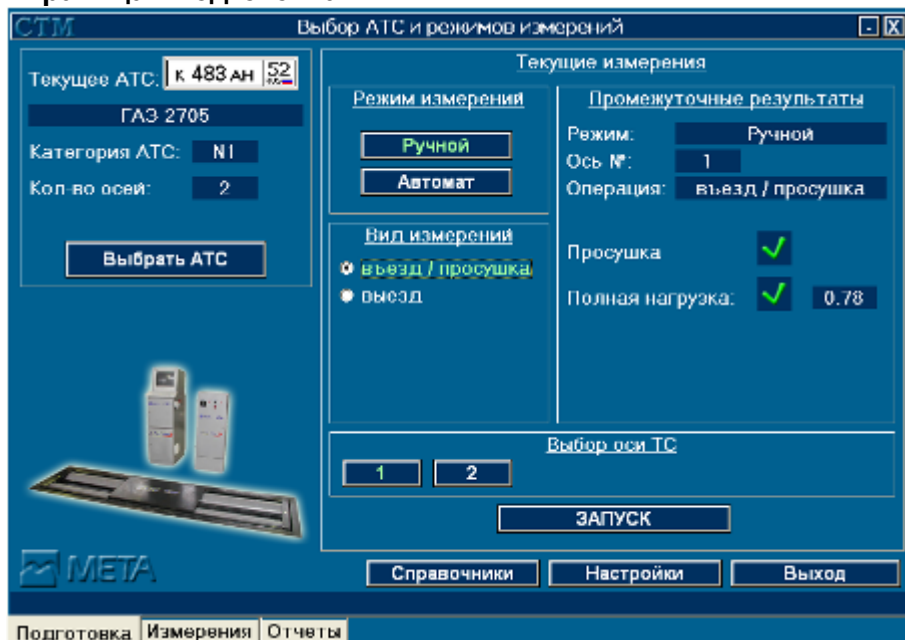 СТМ
Выбор АТС и режимов измерений
Текущее АТС: к 483 ан 52
ГАЗ 2705
Категория АТС: N1
Кол-во осей: 2
Выбрать АТС
Текущие измерения
Режим измерений
Ручной
Автомат
Вид измерений
въезд / просушка
выезд
Промежуточные результаты
Режим: Ручной
Ось №: 1
Операция: въезд / просушка
Просушка
Полная нагрузка: 0.78
Выбор оси ТС
1 2
ЗАПУСК
МЕТА
Справочники Настройки Выход
Подготовка Измерения Отчеты